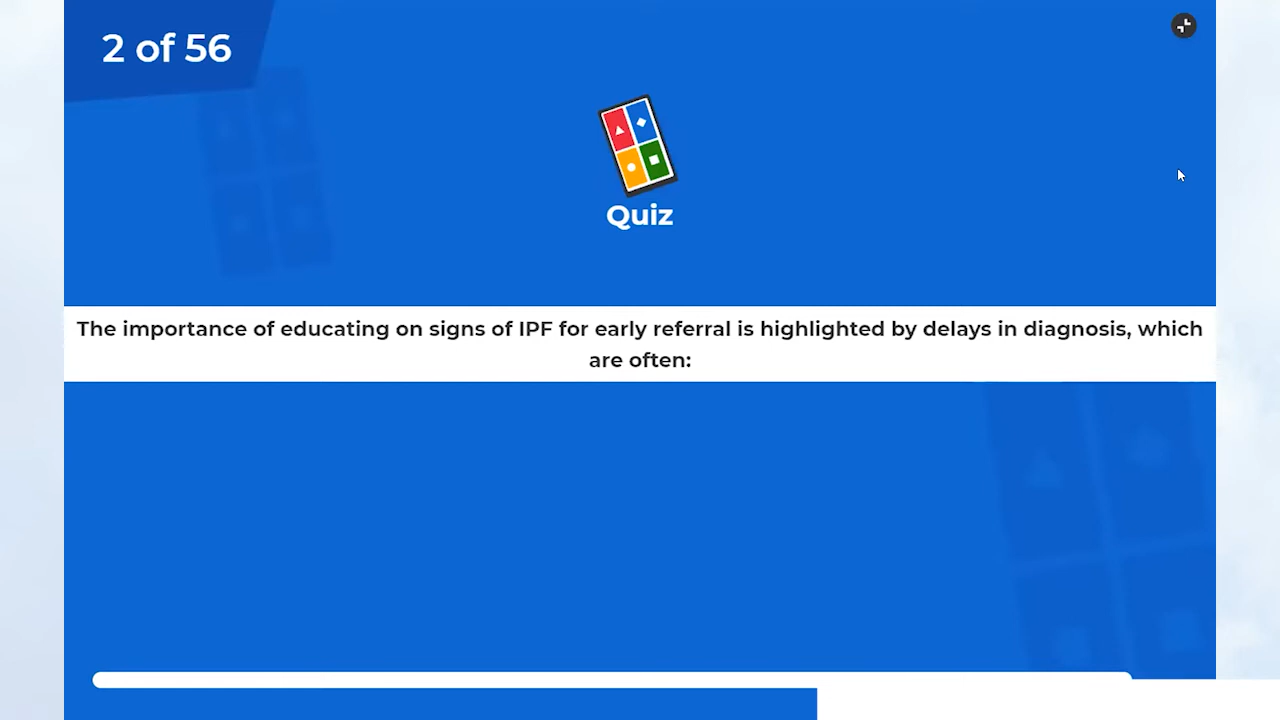 2 of 56
Quiz
The importance of educating on signs of IPF for early referral is highlighted by delays in diagnosis, which
are often: